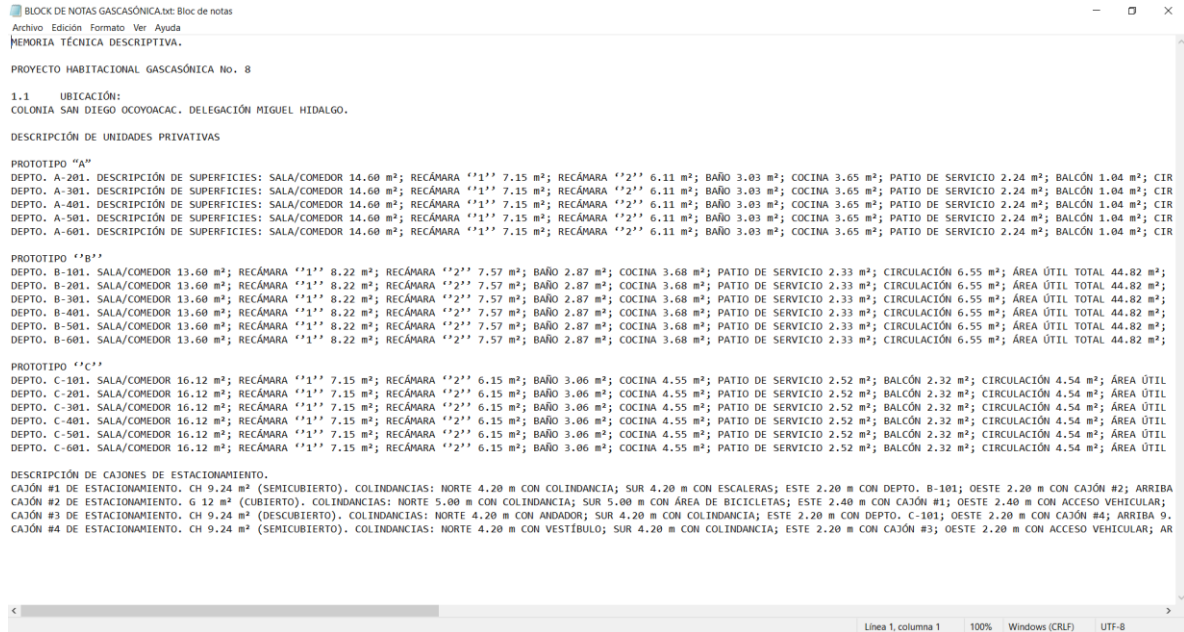 BLOCK DE NOTAS GASCASÓNICA.txt: Bloc de notas
Archivo Edición Formato Ver Ayuda
MEMORIA TÉCNICA DESCRIPTIVA.
PROYECTO HABITACIONAL GASCASÓNICA No. 8
1.1 UBICACIÓN:
COLONIA SAN DIEGO OCOYOACAC. DELEGACIÓN MIGUEL HIDALGO.
DESCRIPCIÓN DE UNIDADES PRIVATIVAS
PROTOTIPO “A”
DEPTO. A-201. DESCRIPCIÓN DE SUPERFICIES: SALA/COMEDOR 14.60 m²; RECÁMARA ‘’1’’ 7.15 m²; RECÁMARA ‘’2’’ 6.11 m²; BAÑO 3.03 m²; COCINA 3.65 m²; PATIO DE SERVICIO 2.24 m²; BALCÓN 1.04 m²; CIR
DEPTO. A-301. DESCRIPCIÓN DE SUPERFICIES: SALA/COMEDOR 14.60 m²; RECÁMARA ‘’1’’ 7.15 m²; RECÁMARA ‘’2’’ 6.11 m²; BAÑO 3.03 m²; COCINA 3.65 m²; PATIO DE SERVICIO 2.24 m²; BALCÓN 1.04 m²; CIR
DEPTO. A-401. DESCRIPCIÓN DE SUPERFICIES: SALA/COMEDOR 14.60 m²; RECÁMARA ‘’1’’ 7.15 m²; RECÁMARA ‘’2’’ 6.11 m²; BAÑO 3.03 m²; COCINA 3.65 m²; PATIO DE SERVICIO 2.24 m²; BALCÓN 1.04 m²; CIR
DEPTO. A-501. DESCRIPCIÓN DE SUPERFICIES: SALA/COMEDOR 14.60 m²; RECÁMARA ‘’1’’ 7.15 m²; RECÁMARA ‘’2’’ 6.11 m²; BAÑO 3.03 m²; COCINA 3.65 m²; PATIO DE SERVICIO 2.24 m²; BALCÓN 1.04 m²; CIR
DEPTO. A-601. DESCRIPCIÓN DE SUPERFICIES: SALA/COMEDOR 14.60 m²; RECÁMARA ‘’1’’ 7.15 m²; RECÁMARA ‘’2’’ 6.11 m²; BAÑO 3.03 m²; COCINA 3.65 m²; PATIO DE SERVICIO 2.24 m²; BALCÓN 1.04 m²; CIR
PROTOTIPO ‘’B’’
DEPTO. B-101. SALA/COMEDOR 13.60 m²; RECÁMARA ‘’1’’ 8.22 m²; RECÁMARA ‘’2’’ 7.57 m²; BAÑO 2.87 m²; COCINA 3.68 m²; PATIO DE SERVICIO 2.33 m²; CIRCULACIÓN 6.55 m²; ÁREA ÚTIL TOTAL 44.82 m²;
DEPTO. B-201. SALA/COMEDOR 13.60 m²; RECÁMARA ‘’1’’ 8.22 m²; RECÁMARA ‘’2’’ 7.57 m²; BAÑO 2.87 m²; COCINA 3.68 m²; PATIO DE SERVICIO 2.33 m²; CIRCULACIÓN 6.55 m²; ÁREA ÚTIL TOTAL 44.82 m²;
DEPTO. B-301. SALA/COMEDOR 13.60 m²; RECÁMARA ‘’1’’ 8.22 m²; RECÁMARA ‘’2’’ 7.57 m²; BAÑO 2.87 m²; COCINA 3.68 m²; PATIO DE SERVICIO 2.33 m²; CIRCULACIÓN 6.55 m²; ÁREA ÚTIL TOTAL 44.82 m²;
DEPTO. B-401. SALA/COMEDOR 13.60 m²; RECÁMARA ‘’1’’ 8.22 m²; RECÁMARA ‘’2’’ 7.57 m²; BAÑO 2.87 m²; COCINA 3.68 m²; PATIO DE SERVICIO 2.33 m²; CIRCULACIÓN 6.55 m²; ÁREA ÚTIL TOTAL 44.82 m²;
DEPTO. B-501. SALA/COMEDOR 13.60 m²; RECÁMARA ‘’1’’ 8.22 m²; RECÁMARA ‘’2’’ 7.57 m²; BAÑO 2.87 m²; COCINA 3.68 m²; PATIO DE SERVICIO 2.33 m²; CIRCULACIÓN 6.55 m²; ÁREA ÚTIL TOTAL 44.82 m²;
DEPTO. B-601. SALA/COMEDOR 13.60 m²; RECÁMARA ‘’1’’ 8.22 m²; RECÁMARA ‘’2’’ 7.57 m²; BAÑO 2.87 m²; COCINA 3.68 m²; PATIO DE SERVICIO 2.33 m²; CIRCULACIÓN 6.55 m²; ÁREA ÚTIL TOTAL 44.82 m²;
PROTOTIPO ‘’C’’
DEPTO. C-101. SALA/COMEDOR 16.12 m²; RECÁMARA ‘’1’’ 7.15 m²; RECÁMARA ‘’2’’ 6.15 m²; BAÑO 3.06 m²; COCINA 4.55 m²; PATIO DE SERVICIO 2.52 m²; BALCÓN 2.32 m²; CIRCULACIÓN 4.54 m²; ÁREA ÚTIL
DEPTO. C-201. SALA/COMEDOR 16.12 m²; RECÁMARA ‘’1’’ 7.15 m²; RECÁMARA ‘’2’’ 6.15 m²; BAÑO 3.06 m²; COCINA 4.55 m²; PATIO DE SERVICIO 2.52 m²; BALCÓN 2.32 m²; CIRCULACIÓN 4.54 m²; ÁREA ÚTIL
DEPTO. C-301. SALA/COMEDOR 16.12 m²; RECÁMARA ‘’1’’ 7.15 m²; RECÁMARA ‘’2’’ 6.15 m²; BAÑO 3.06 m²; COCINA 4.55 m²; PATIO DE SERVICIO 2.52 m²; BALCÓN 2.32 m²; CIRCULACIÓN 4.54 m²; ÁREA ÚTIL
DEPTO. C-401. SALA/COMEDOR 16.12 m²; RECÁMARA ‘’1’’ 7.15 m²; RECÁMARA ‘’2’’ 6.15 m²; BAÑO 3.06 m²; COCINA 4.55 m²; PATIO DE SERVICIO 2.52 m²; BALCÓN 2.32 m²; CIRCULACIÓN 4.54 m²; ÁREA ÚTIL
DEPTO. C-501. SALA/COMEDOR 16.12 m²; RECÁMARA ‘’1’’ 7.15 m²; RECÁMARA ‘’2’’ 6.15 m²; BAÑO 3.06 m²; COCINA 4.55 m²; PATIO DE SERVICIO 2.52 m²; BALCÓN 2.32 m²; CIRCULACIÓN 4.54 m²; ÁREA ÚTIL
DEPTO. C-601. SALA/COMEDOR 16.12 m²; RECÁMARA ‘’1’’ 7.15 m²; RECÁMARA ‘’2’’ 6.15 m²; BAÑO 3.06 m²; COCINA 4.55 m²; PATIO DE SERVICIO 2.52 m²; BALCÓN 2.32 m²; CIRCULACIÓN 4.54 m²; ÁREA ÚTIL
DESCRIPCIÓN DE CAJONES DE ESTACIONAMIENTO.
CAJÓN #1 DE ESTACIONAMIENTO. CH 9.24 m² (SEMICUBIERTO). COLINDANCIAS: NORTE 4.20 m CON COLINDANCIA; SUR 4.20 m CON ESCALERAS; ESTE 2.20 m CON DEPTO. B-101; OESTE 2.20 m CON CAJÓN #2; ARRIBA
CAJÓN #2 DE ESTACIONAMIENTO. G 12 m² (CUBIERTO). COLINDANCIAS: NORTE 5.00 m CON COLINDANCIA; SUR 5.00 m CON ÁREA DE BICICLETAS; ESTE 2.40 m CON CAJÓN #1; OESTE 2.40 m CON ACCESO VEHICULAR;
CAJÓN #3 DE ESTACIONAMIENTO. CH 9.24 m² (DESCUBIERTO). COLINDANCIAS: NORTE 4.20 m CON ANDADOR; SUR 4.20 m CON COLINDANCIA; ESTE 2.20 m CON DEPTO. C-101; OESTE 2.20 m CON CAJÓN #4; ARRIBA 9.
CAJÓN #4 DE ESTACIONAMIENTO. CH 9.24 m² (SEMICUBIERTO). COLINDANCIAS: NORTE 4.20 m CON VESTÍBULO; SUR 4.20 m CON COLINDANCIA; ESTE 2.20 m CON CAJÓN #3; OESTE 2.20 m CON ACCESO VEHICULAR; AR
Línea 1, columna 1 100% Windows (CRLF) UTF-8